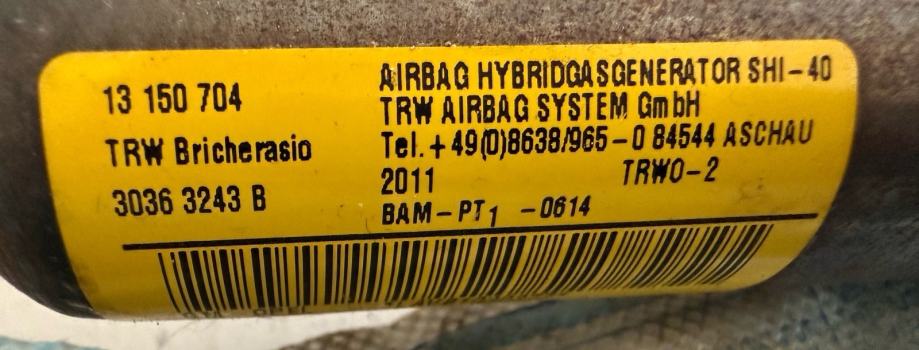 13 150 704
TRW Bricherasio
3036 3243 B
AIRBAG HYBRIDGASGENERATOR SHI-40
TRW AIRBAG SYSTEM GmbH
Tel.+49(0)8638/965-0 84544 ASCHAU
2011 TRWO-2
BAM-PT1 -0614